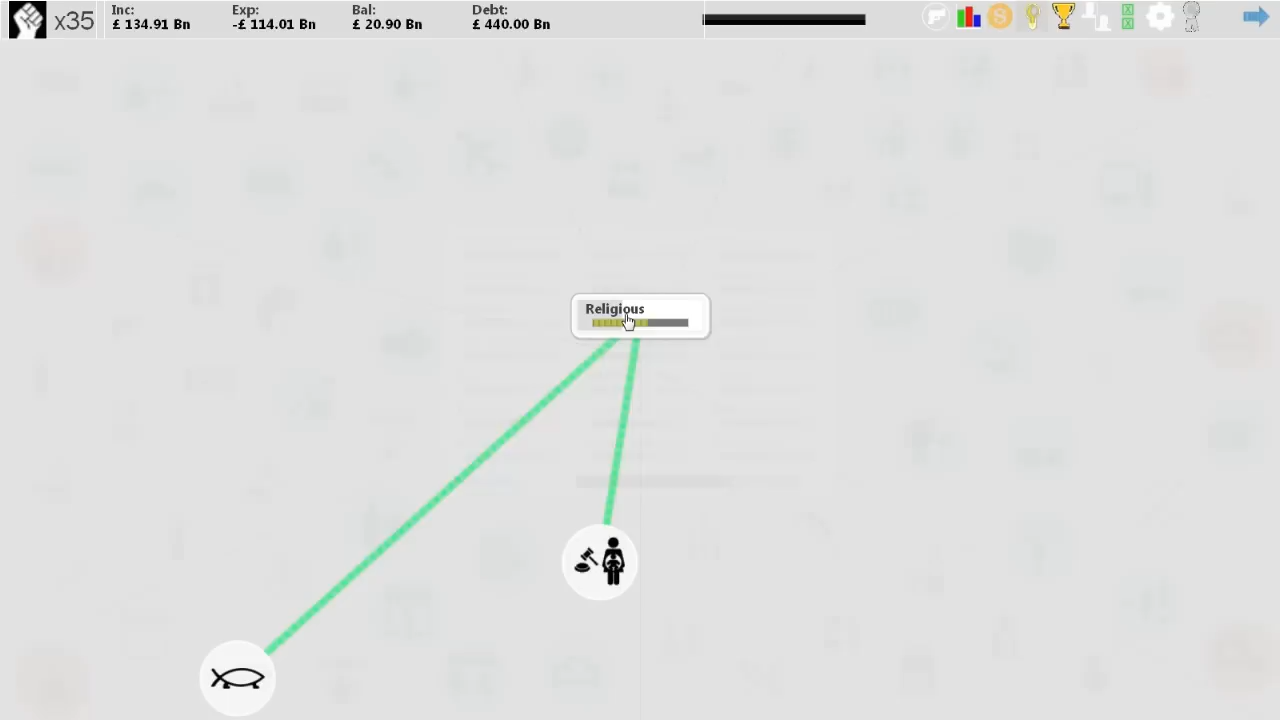 x35
Inc: Exp: Bal: Debt:
£ 134.91 Bn -£ 114.01 Bn £ 20.90 Bn £ 440.00 Bn
Religious